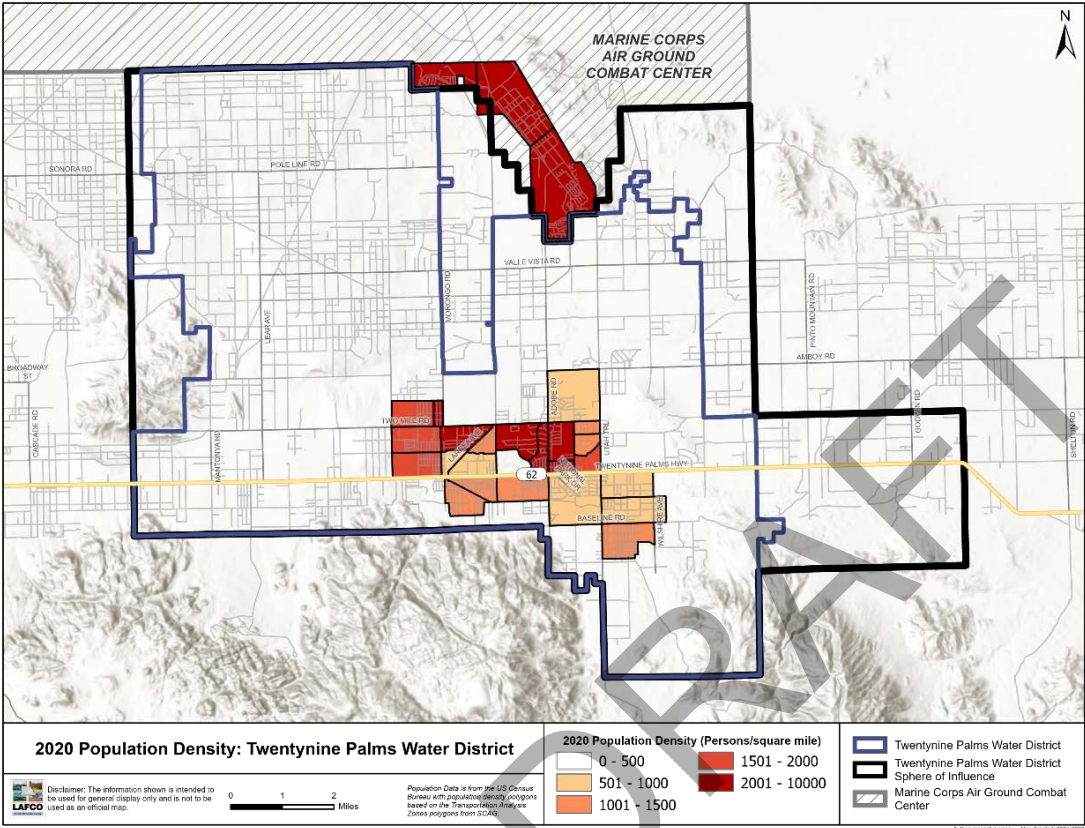 N
MARINE CORPS
AIR GROUND
COMBAT CENTER
SONORA RD
POLE LINE RD
VALLE VISTA RD
MORONGO RD
LEAR AVE
PINTO MOUNTAIN RD
AMBOY RD
BROADWAY
ST
CASCADE RD
MANTONYA RD
TWO MILE RD
ADOBE RD
UTAH TRL
GODWIN RD
SHELTON RD
62
NATIONAL
PARK DR
TWENTYNINE PALMS HWY
BASELINE RD
WILSHIRE AVE
DRAFT
2020 Population Density: Twentynine Palms Water District
LAFCO
Disclaimer: The information shown is intended to
be used for general display only and is not to be
used as an official map.
0 1 2
Miles
Population Data is from the US Census
Bureau with population density polygons
based on the Transportation Analysis
Zones polygons from SCAG.
2020 Population Density (Persons/square mile)
0 - 500
501 - 1000
1001 - 1500
1501 - 2000
2001 - 10000
Twentynine Palms Water District
Twentynine Palms Water District
Sphere of Influence
Marine Corps Air Ground Combat
Center